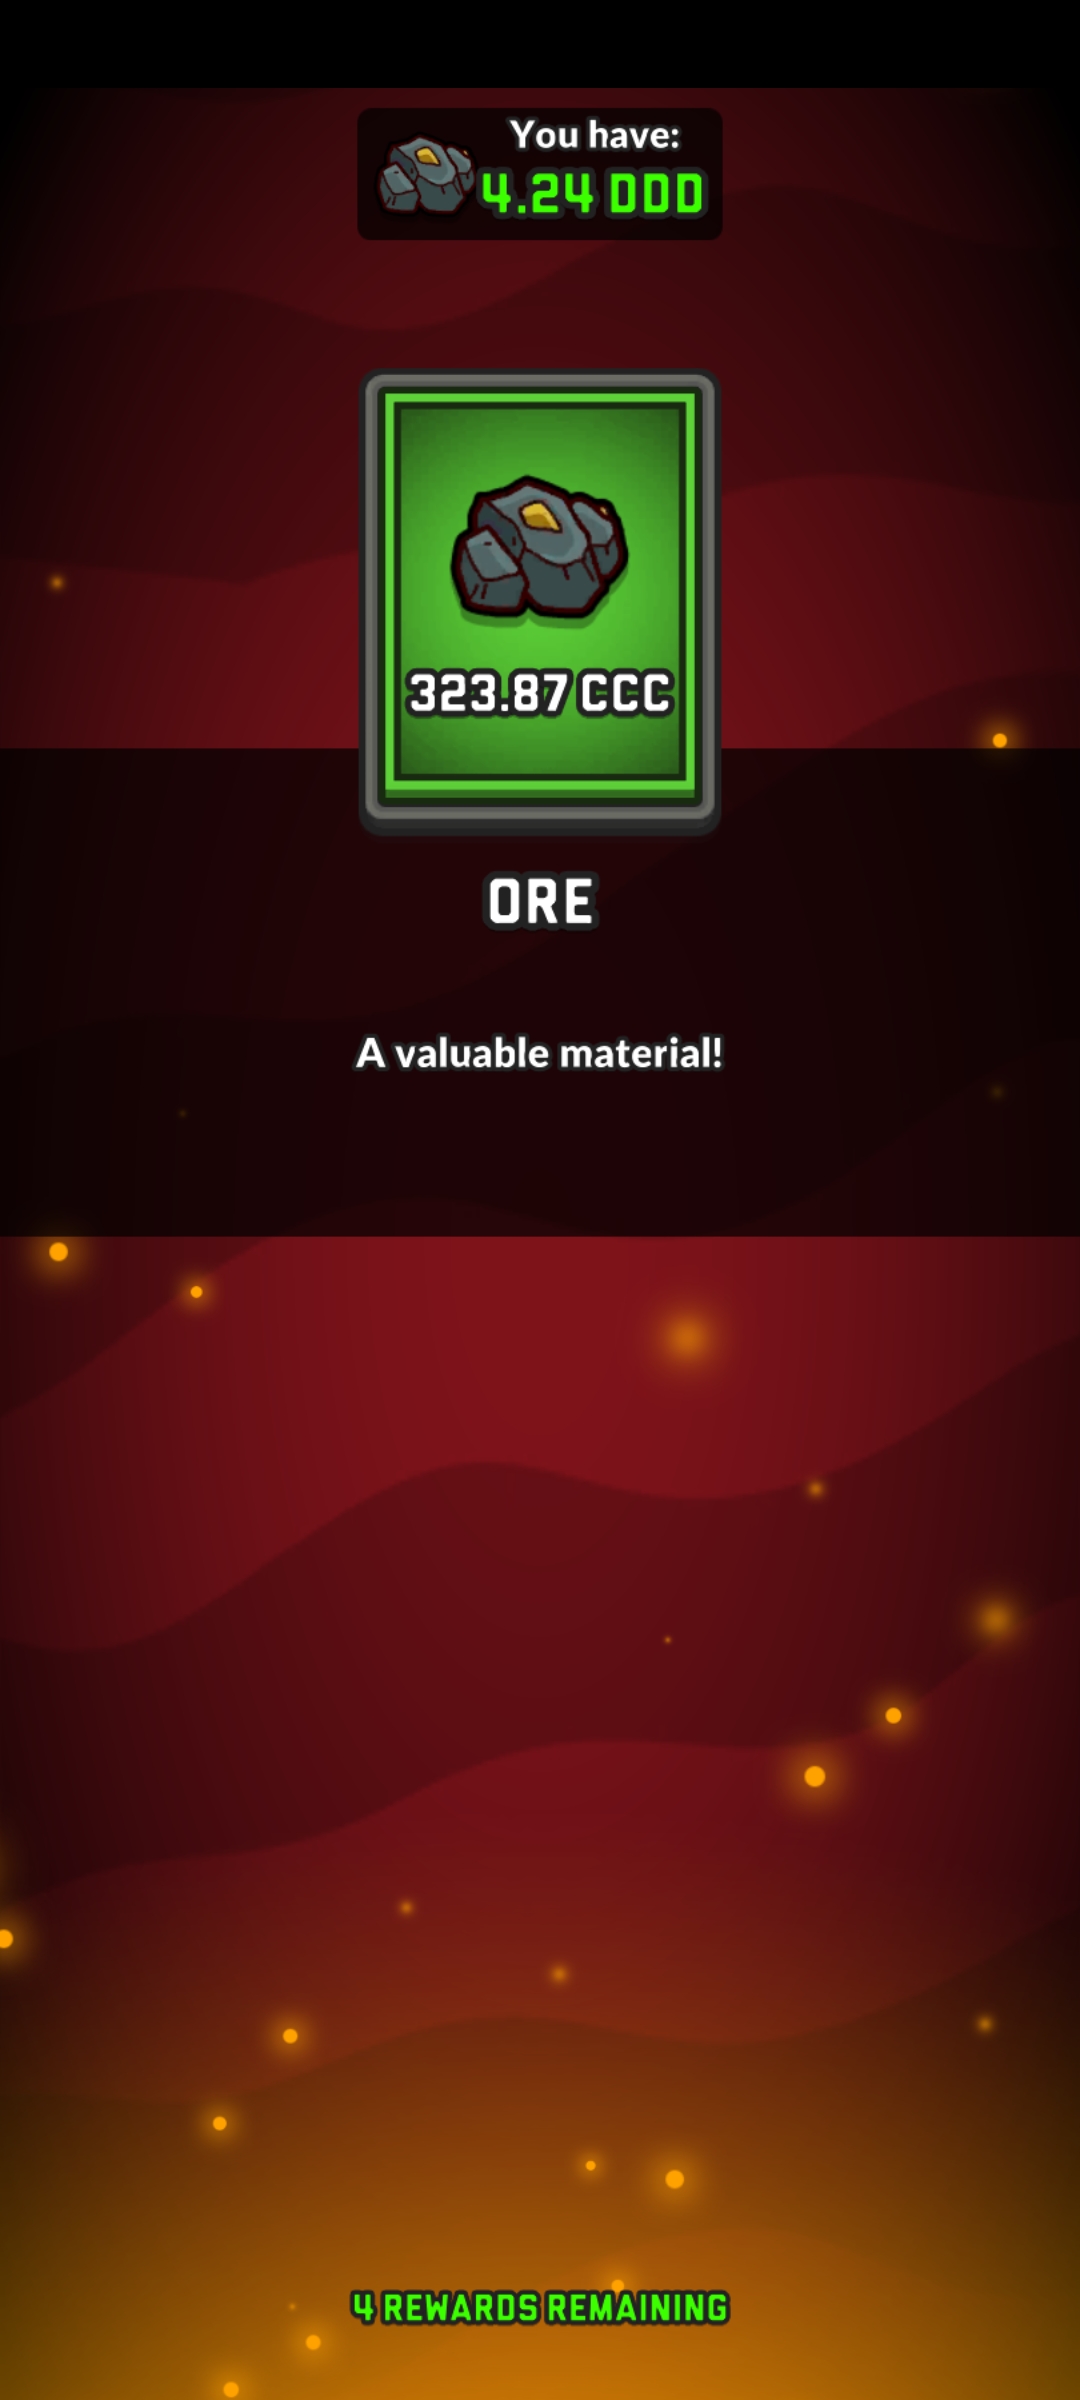 You have:
4.24 DDD
323.87 CCC
ORE
A valuable material!
4 REWARDS REMAINING